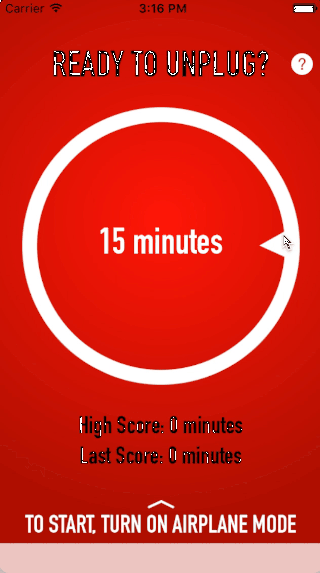 Carrier 3:16 PM
READY TO UNPLUG?
?
15 minutes
High Score: 0 minutes
Last Score: 0 minutes
TO START, TURN ON AIRPLANE MODE